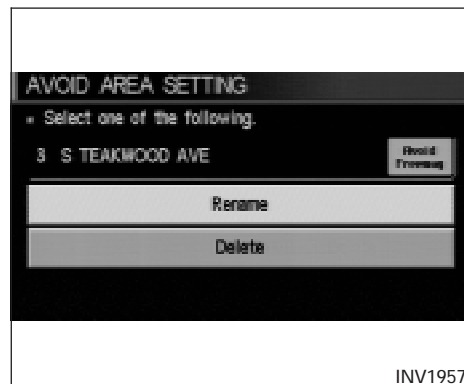 AVOID AREA SETTING
Select one of the following.
3 S TEAKWOOD AVE
Avoid
Freeway
Rename
Delete
INV1957